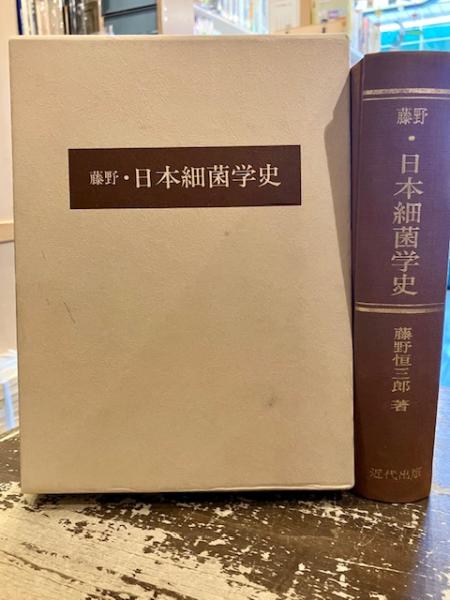 藤野・日本細菌学史
藤野・日本細菌学史
藤野恒三郎 著
近代出版